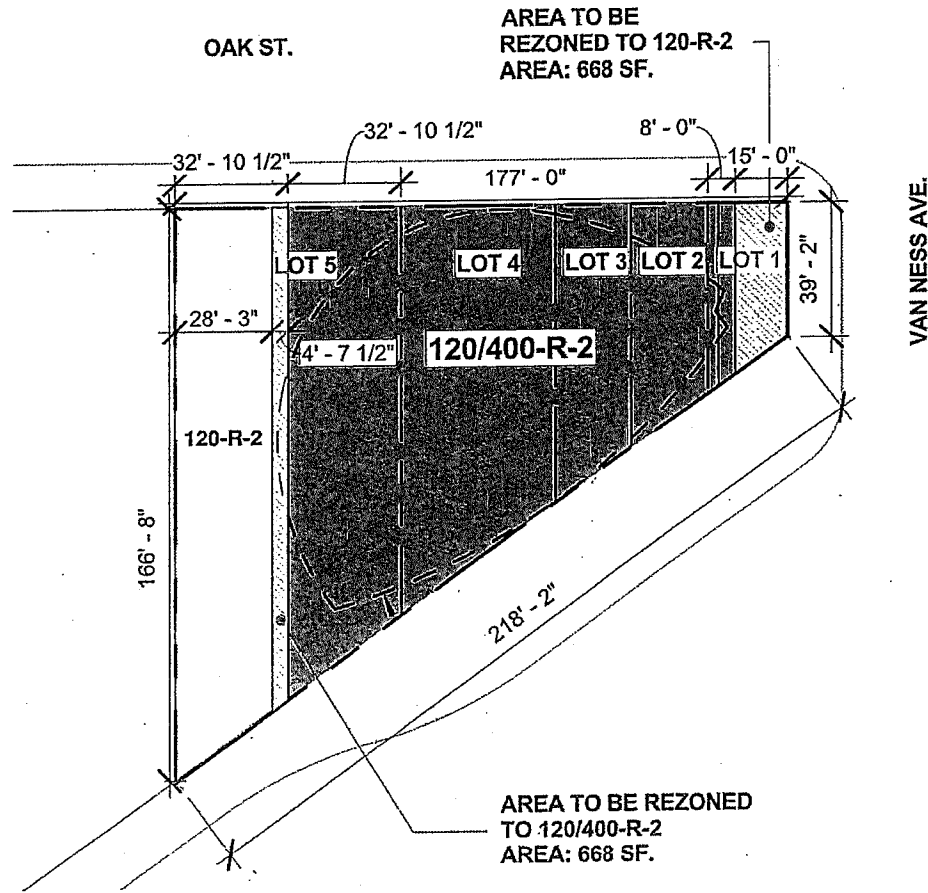 AREA TO BE
REZONED TO 120-R-2
AREA: 668 SF.
OAK ST.
32' - 10 1/2"
8' - 0"
32' - 10 1/2"
177' - 0"
15' - 0"
VAN NESS AVE.
39' - 2"
LOT 5
LOT 4
LOT 3
LOT 2
LOT 1
28' - 3"
4' - 7 1/2"
120/400-R-2
120-R-2
166' - 8"
218' - 2"
AREA TO BE REZONED
TO 120/400-R-2
AREA: 668 SF.